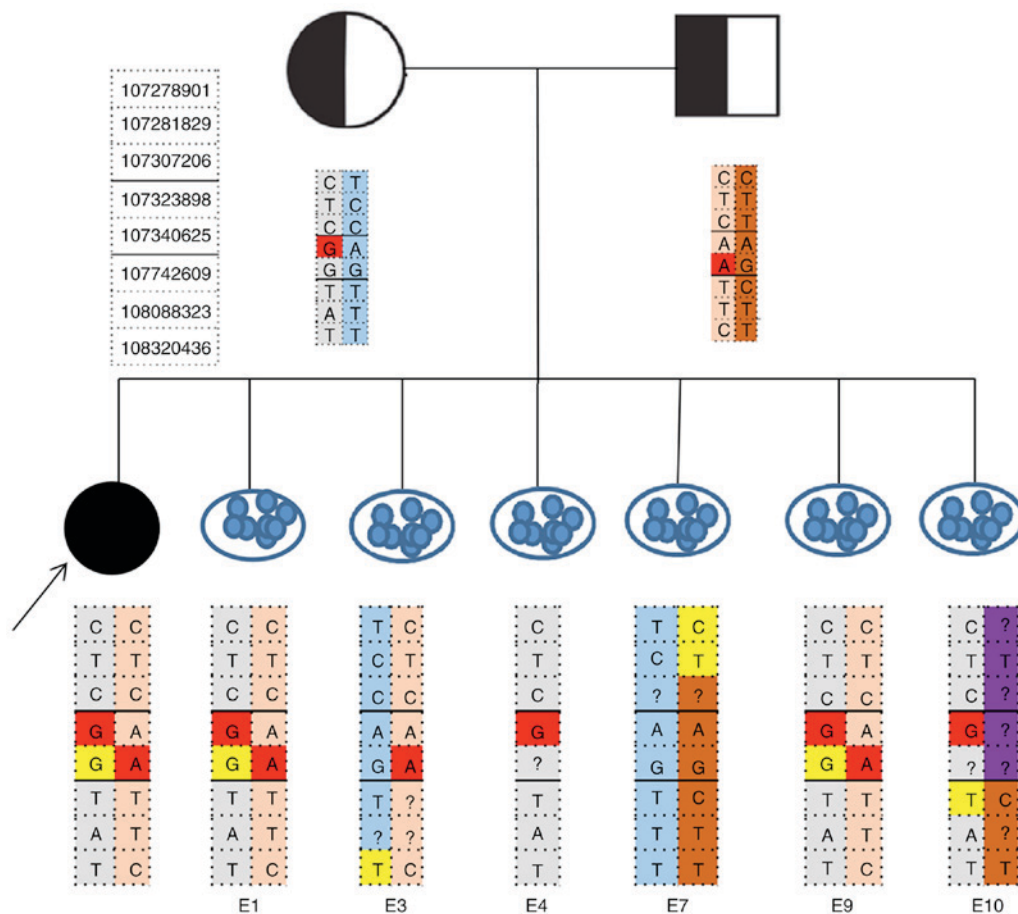 107278901
107281829
107307206
107323898
107340625
107742609
108088323
108320436
C T
T C
C C
G A
G G
T T
A T
T T
C C
T T
C T
A A
A G
T C
T T
C T
C C C C T C C T C C C C ?
T T T T C T T C T T T T T
C C C C C C C ? ? C C C ?
G A G A A A G A A G A G ?
G A G A G A ? G G G A ? ?
T T T T T ? T T C T T T C
A T A T ? ? A T T A T A ?
T C T C T C T T T T C T T
E1 E3 E4 E7 E9 E10